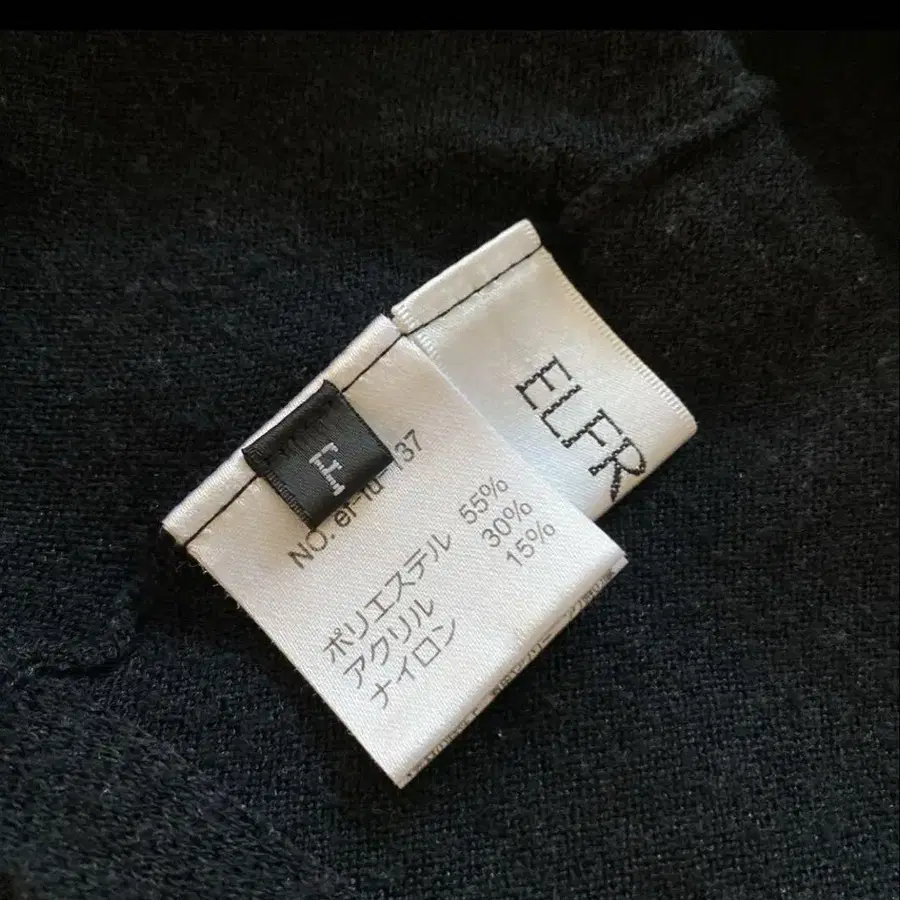 ELFR
F
NO. el-fu-137
ポリエステル 55%
アクリル 30%
ナイロン 15%